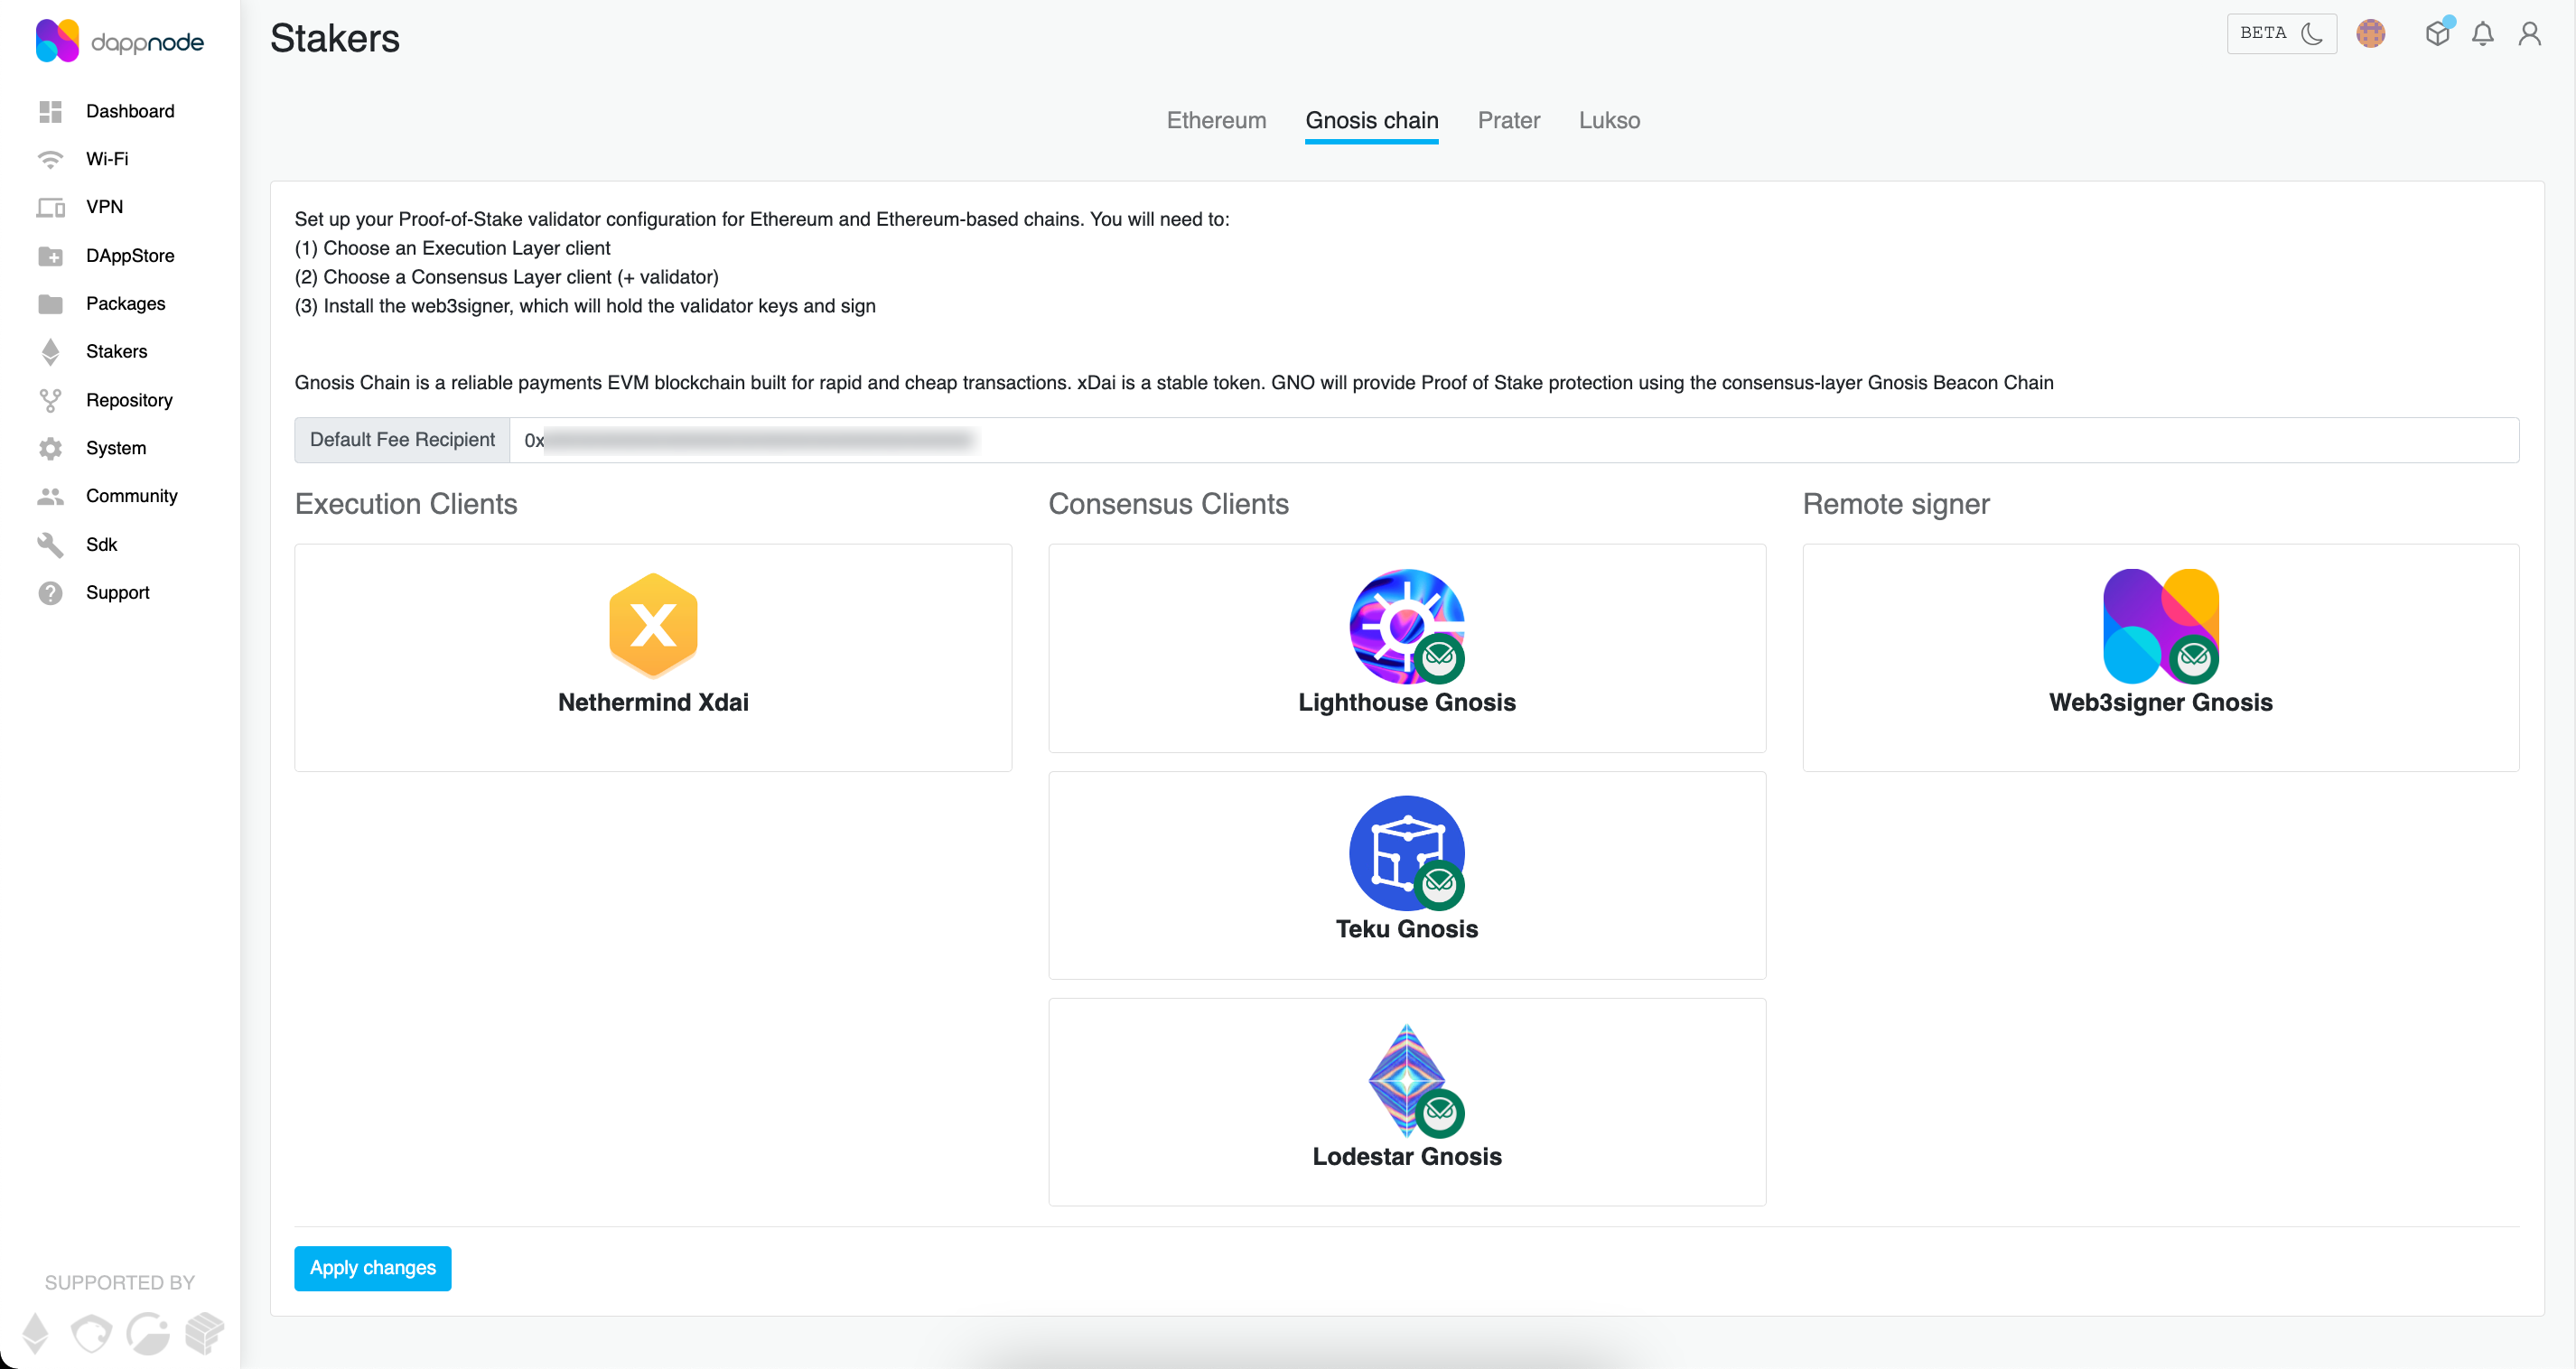 dappnode
Stakers
BETA
Dashboard
Wi-Fi
VPN
DAppStore
Packages
Stakers
Repository
System
Community
Sdk
Support
SUPPORTED BY
Ethereum
Gnosis chain
Prater
Lukso
Set up your Proof-of-Stake validator configuration for Ethereum and Ethereum-based chains. You will need to:
(1) Choose an Execution Layer client
(2) Choose a Consensus Layer client (+ validator)
(3) Install the web3signer, which will hold the validator keys and sign
Gnosis Chain is a reliable payments EVM blockchain built for rapid and cheap transactions. xDai is a stable token. GNO will provide Proof of Stake protection using the consensus-layer Gnosis Beacon Chain
Default Fee Recipient
0x
Execution Clients
X
Nethermind Xdai
Consensus Clients
Lighthouse Gnosis
Teku Gnosis
Lodestar Gnosis
Remote signer
Web3signer Gnosis
Apply changes